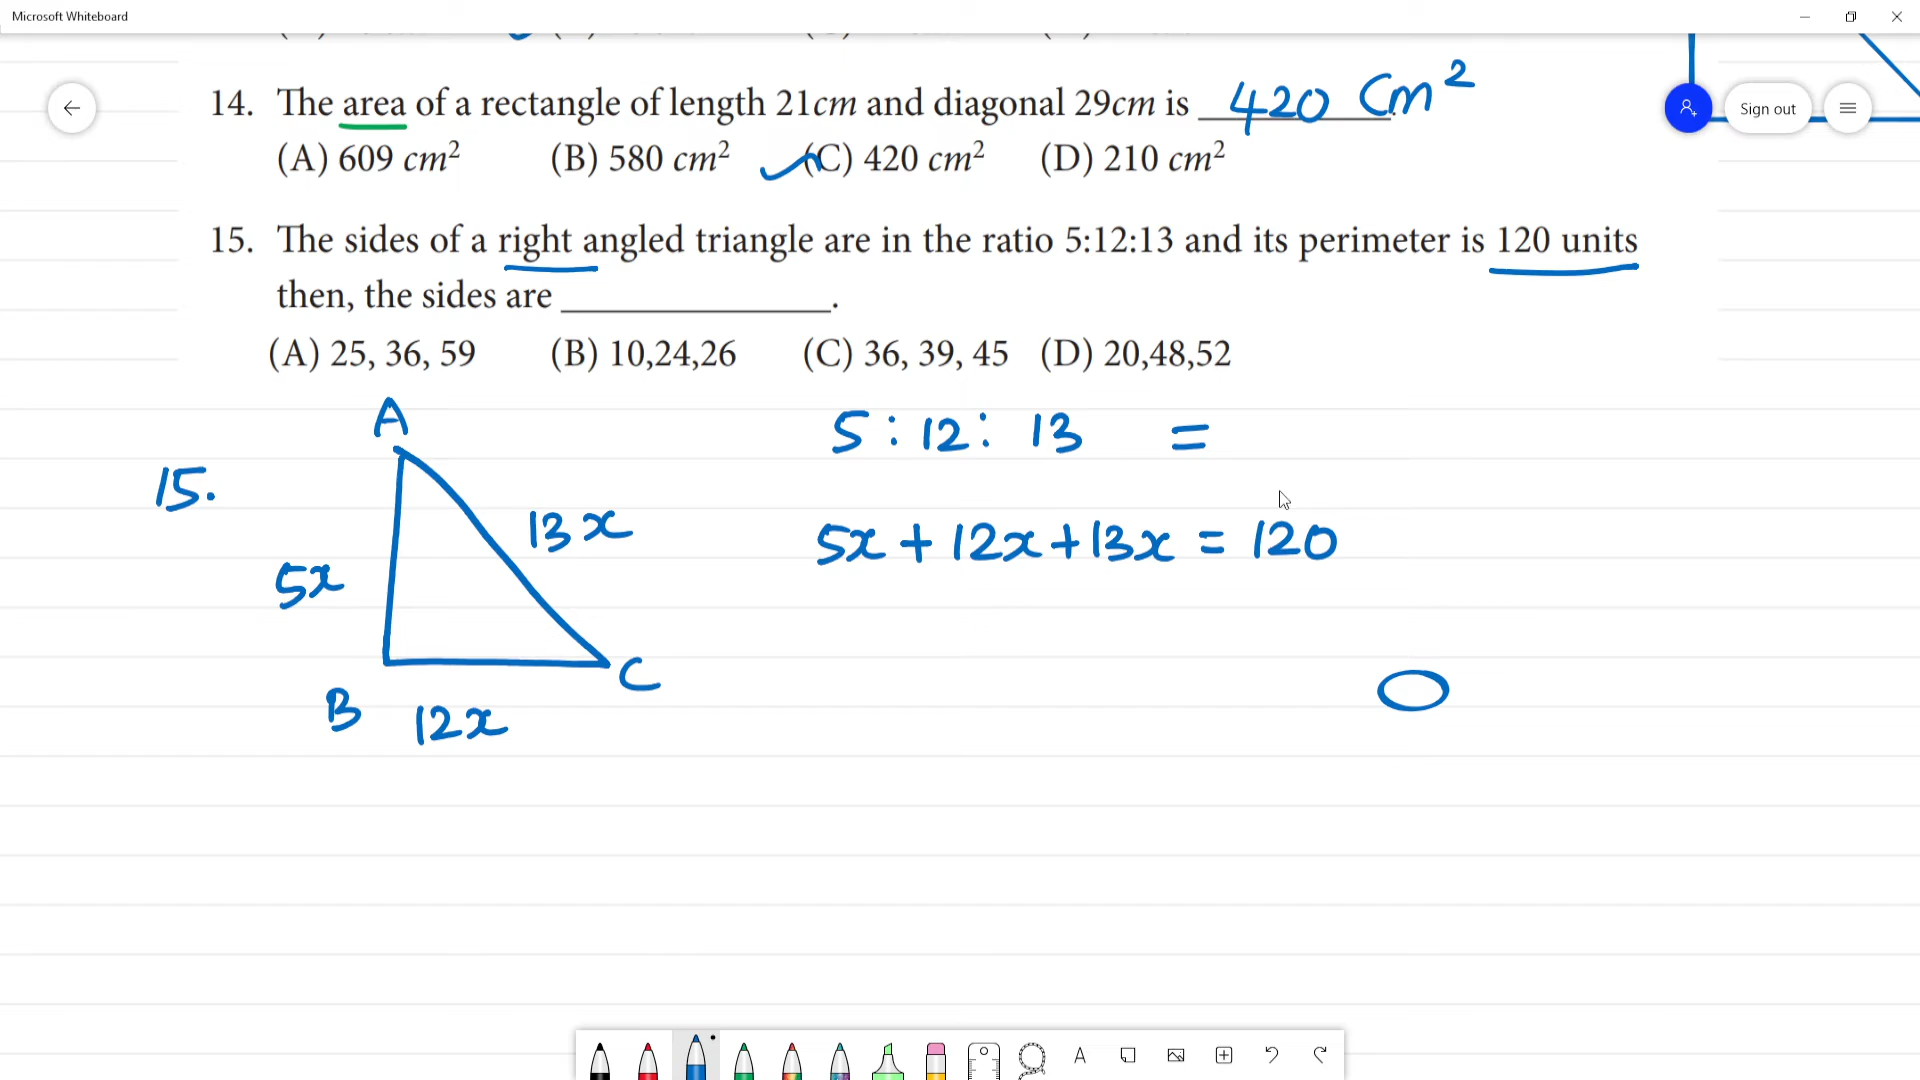 Microsoft Whiteboard
14. The area of a rectangle of length 21cm and diagonal 29cm is 420 cm²
(A) 609 cm² (B) 580 cm² (C) 420 cm² (D) 210 cm²
Sign out
15. The sides of a right angled triangle are in the ratio 5:12:13 and its perimeter is 120 units
then, the sides are ______________.
(A) 25, 36, 59 (B) 10,24,26 (C) 36, 39, 45 (D) 20,48,52
A
5 : 12 : 13 =
15.
13x
5x + 12x + 13x = 120
5x
C
B
12x
A